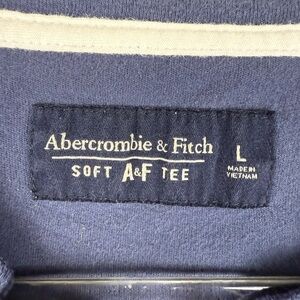 Abercrombie & Fitch
SOFT A&F TEE
L
MADE IN
VIETNAM